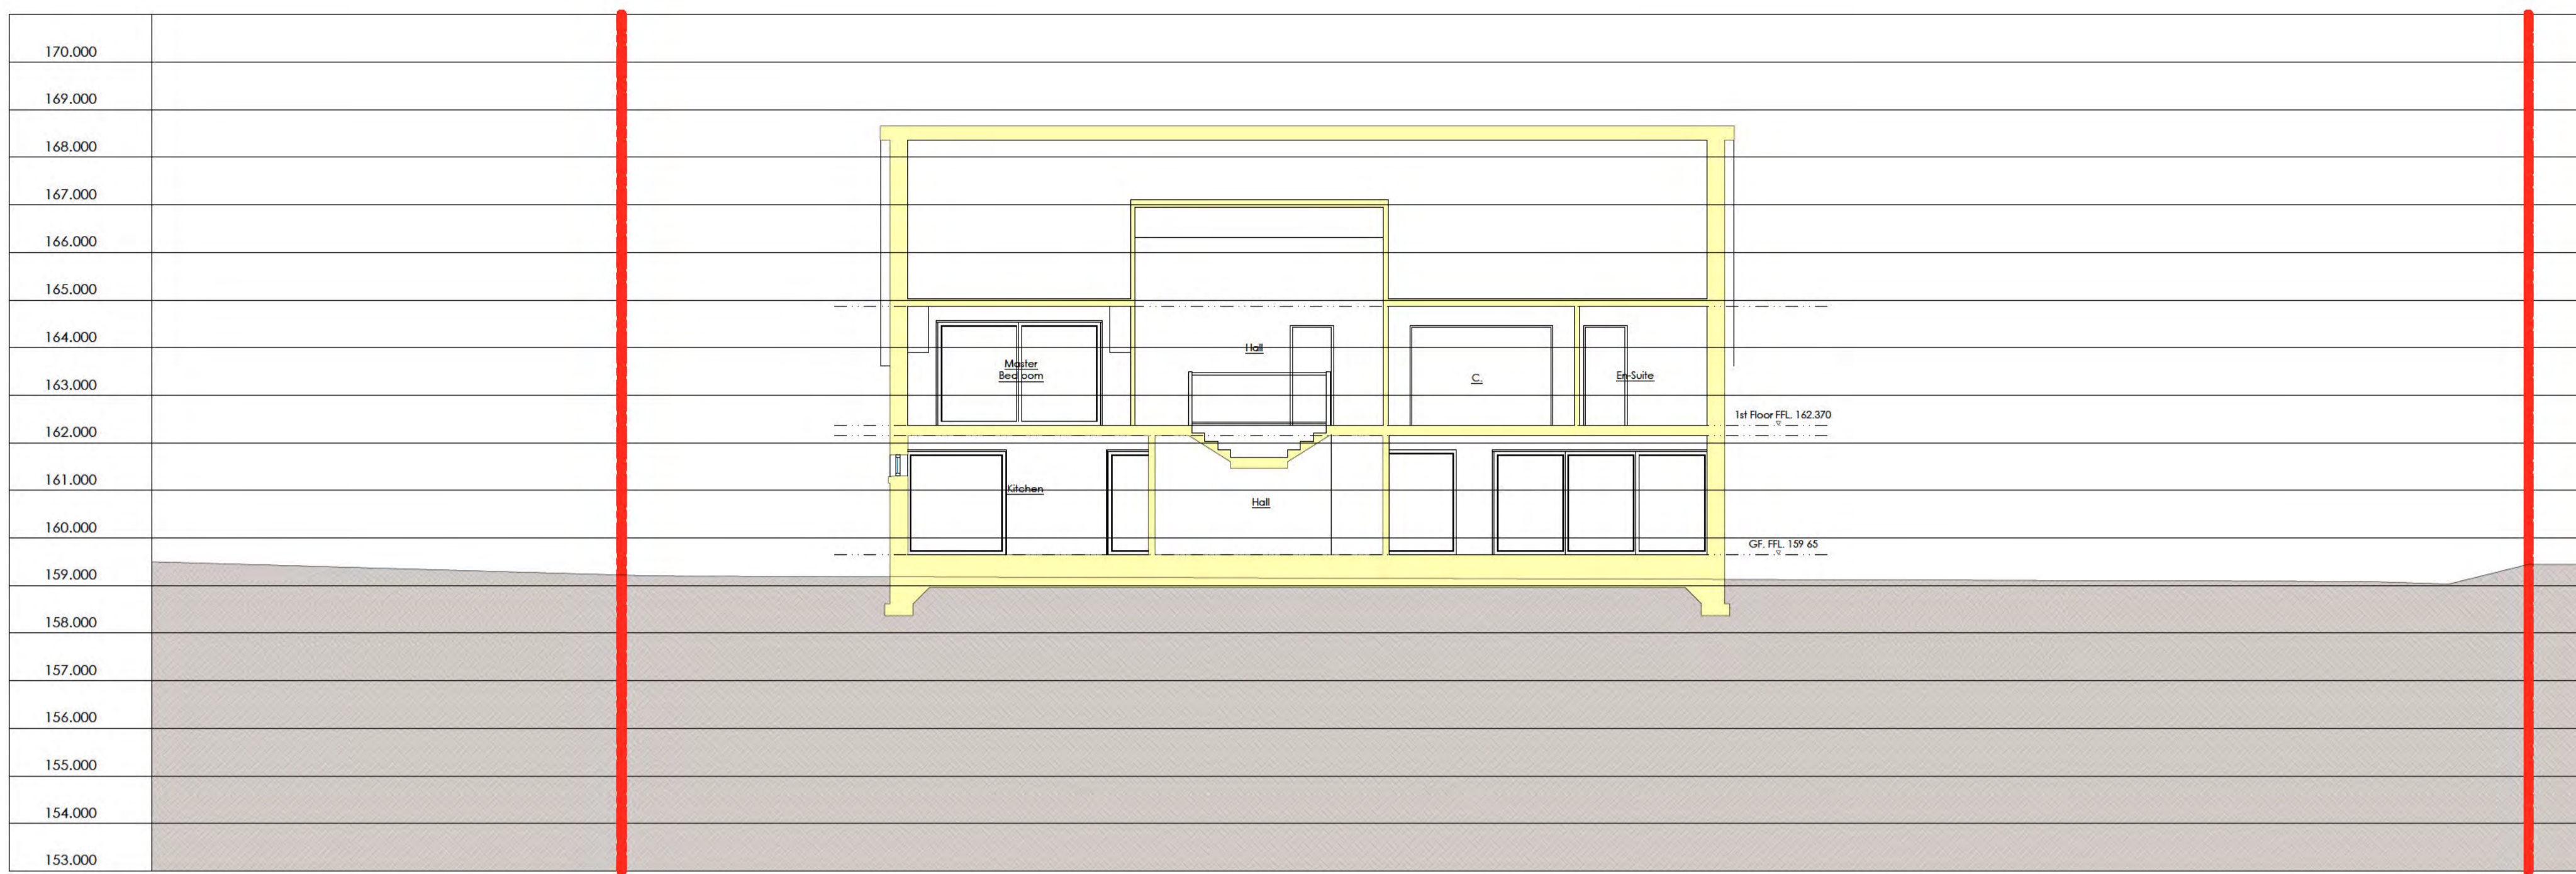 170.000
169.000
168.000
167.000
166.000
165.000
164.000
163.000
162.000
161.000
160.000
159.000
158.000
157.000
156.000
155.000
154.000
153.000
Master
Bedroom
Hall
C.
En-Suite
1st Floor FFL. 162.370
Kitchen
Hall
GF. FFL. 159 65